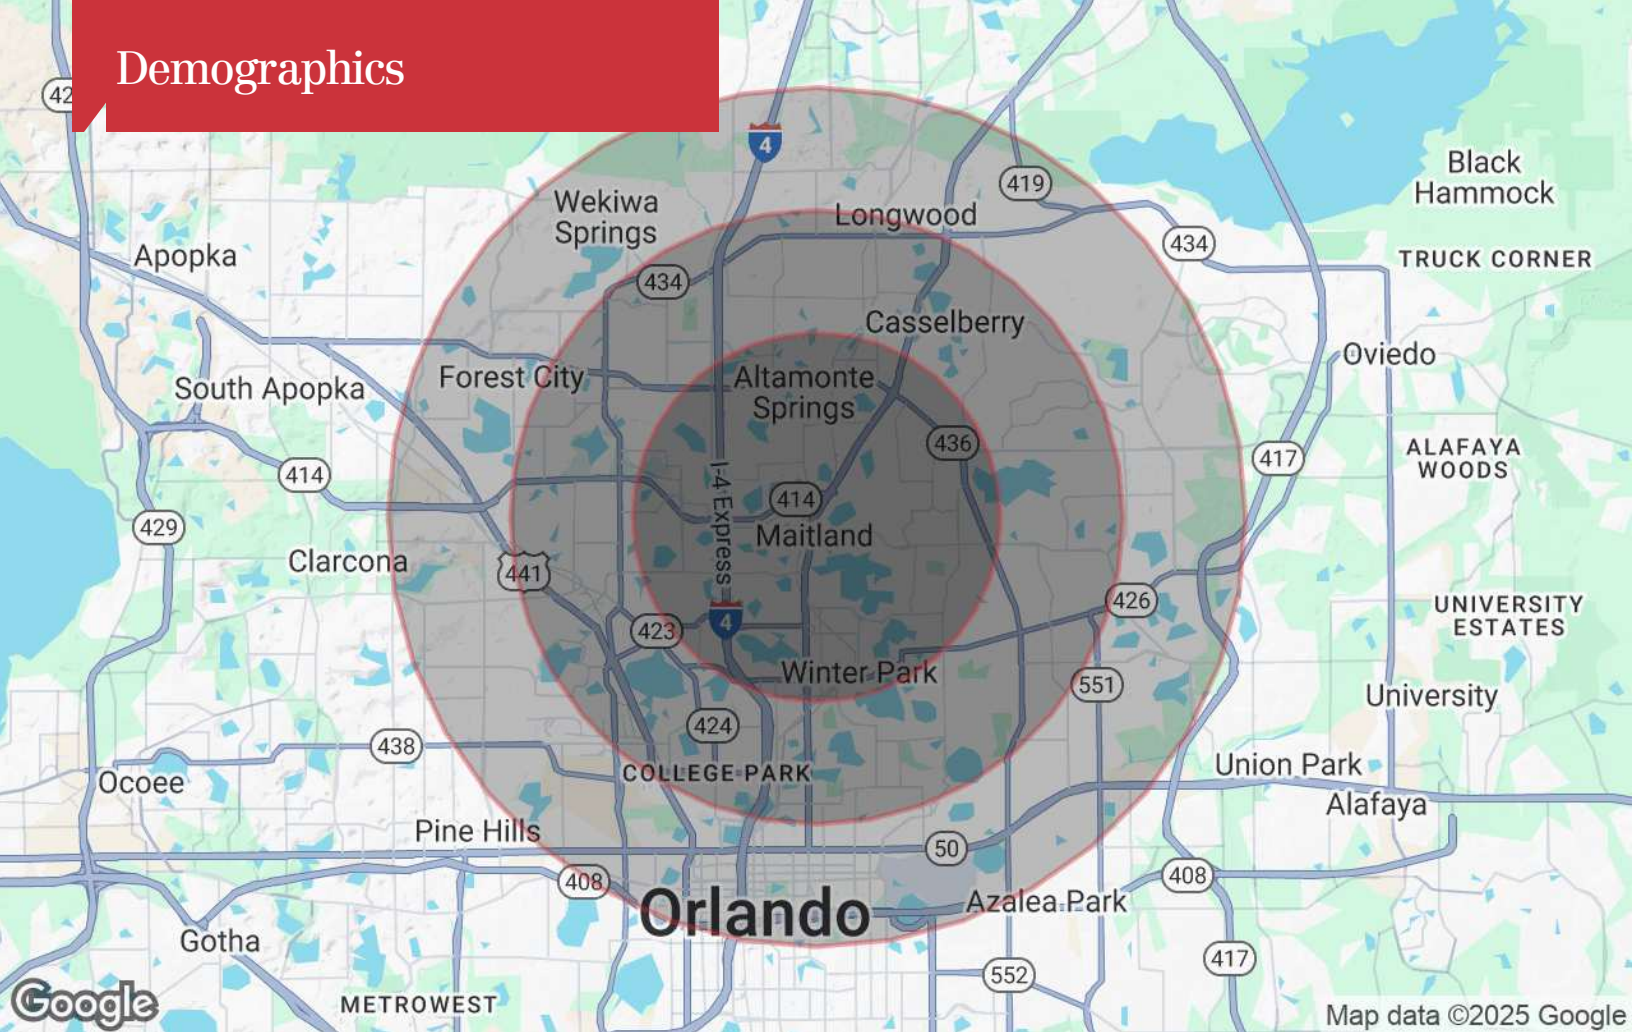 Demographics
42
4
419
Black
Hammock
Wekiwa
Springs
Longwood
434
Apopka
TRUCK CORNER
434
Casselberry
Oviedo
Forest City
Altamonte
Springs
South Apopka
436
ALAFAYA
WOODS
417
414
I-4 Express
414
429
Maitland
Clarcona
441
426
UNIVERSITY
ESTATES
4
423
Winter Park
551
University
424
438
Union Park
COLLEGE PARK
Ocoee
Alafaya
Pine Hills
50
408
408
Orlando
Azalea Park
Gotha
417
552
METROWEST
Google
Map data ©2025 Google